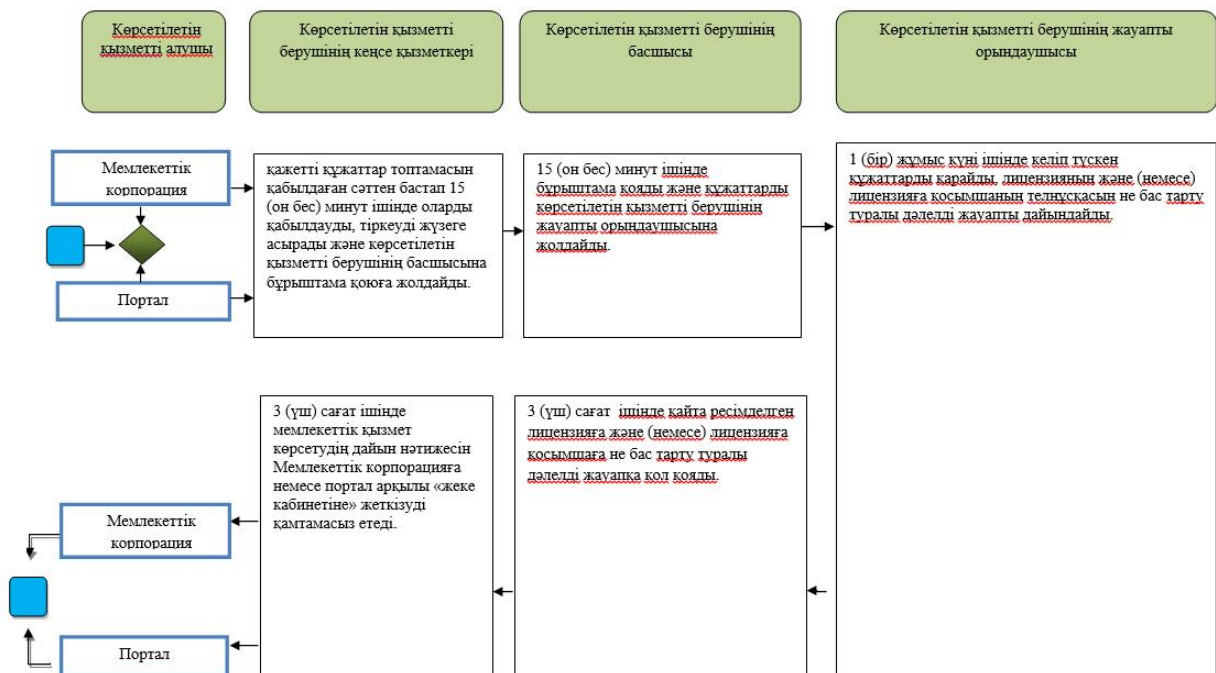 Көрсетілетін
қызметті алушы
Көрсетілетін қызметті
берушінің кеңсе қызметкері
Көрсетілетін қызметті берушінің
басшысы
Көрсетілетін қызметті берушінің жауапты
орындаушысы
Мемлекеттік
корпорация
Портал
қажетті құжаттар топтамасын
қабылдаған сәттен бастап 15
(он бес) минут ішінде оларды
қабылдауды, тіркеуді жүзеге
асырады және көрсетілетін
қызметті берушінің басшысына
бұрыштама қоюға жолдайды.
15 (он бес) минут ішінде
бұрыштама қояды және құжаттарды
көрсетілетін қызметті берушінің
жауапты орындаушысына
жолдайды.
1 (бір) жұмыс күні ішінде келіп түскен
құжаттарды қарайды, лицензияның және (немесе)
лицензияға қосымшаның телнұсқасын не бас тарту
туралы дәлелді жауапты дайындайды.
3 (үш) сағат ішінде
мемлекеттік қызмет
көрсетудің дайын нәтижесін
Мемлекеттік корпорацияға
немесе портал арқылы «жеке
кабинетіне» жеткізуді
қамтамасыз етеді.
3 (үш) сағат ішінде қайта ресімделген
лицензияға және (немесе) лицензияға
қосымшаға не бас тарту туралы
дәлелді жауапқа қол қояды.
Мемлекеттік
корпорация
Портал